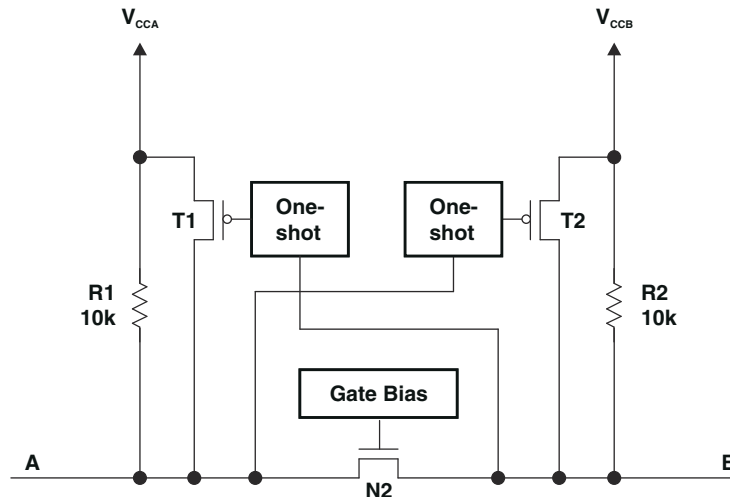 VCCA
VCCB
T1
One-
shot
One-
shot
T2
R1
10k
R2
10k
Gate Bias
A
B
N2